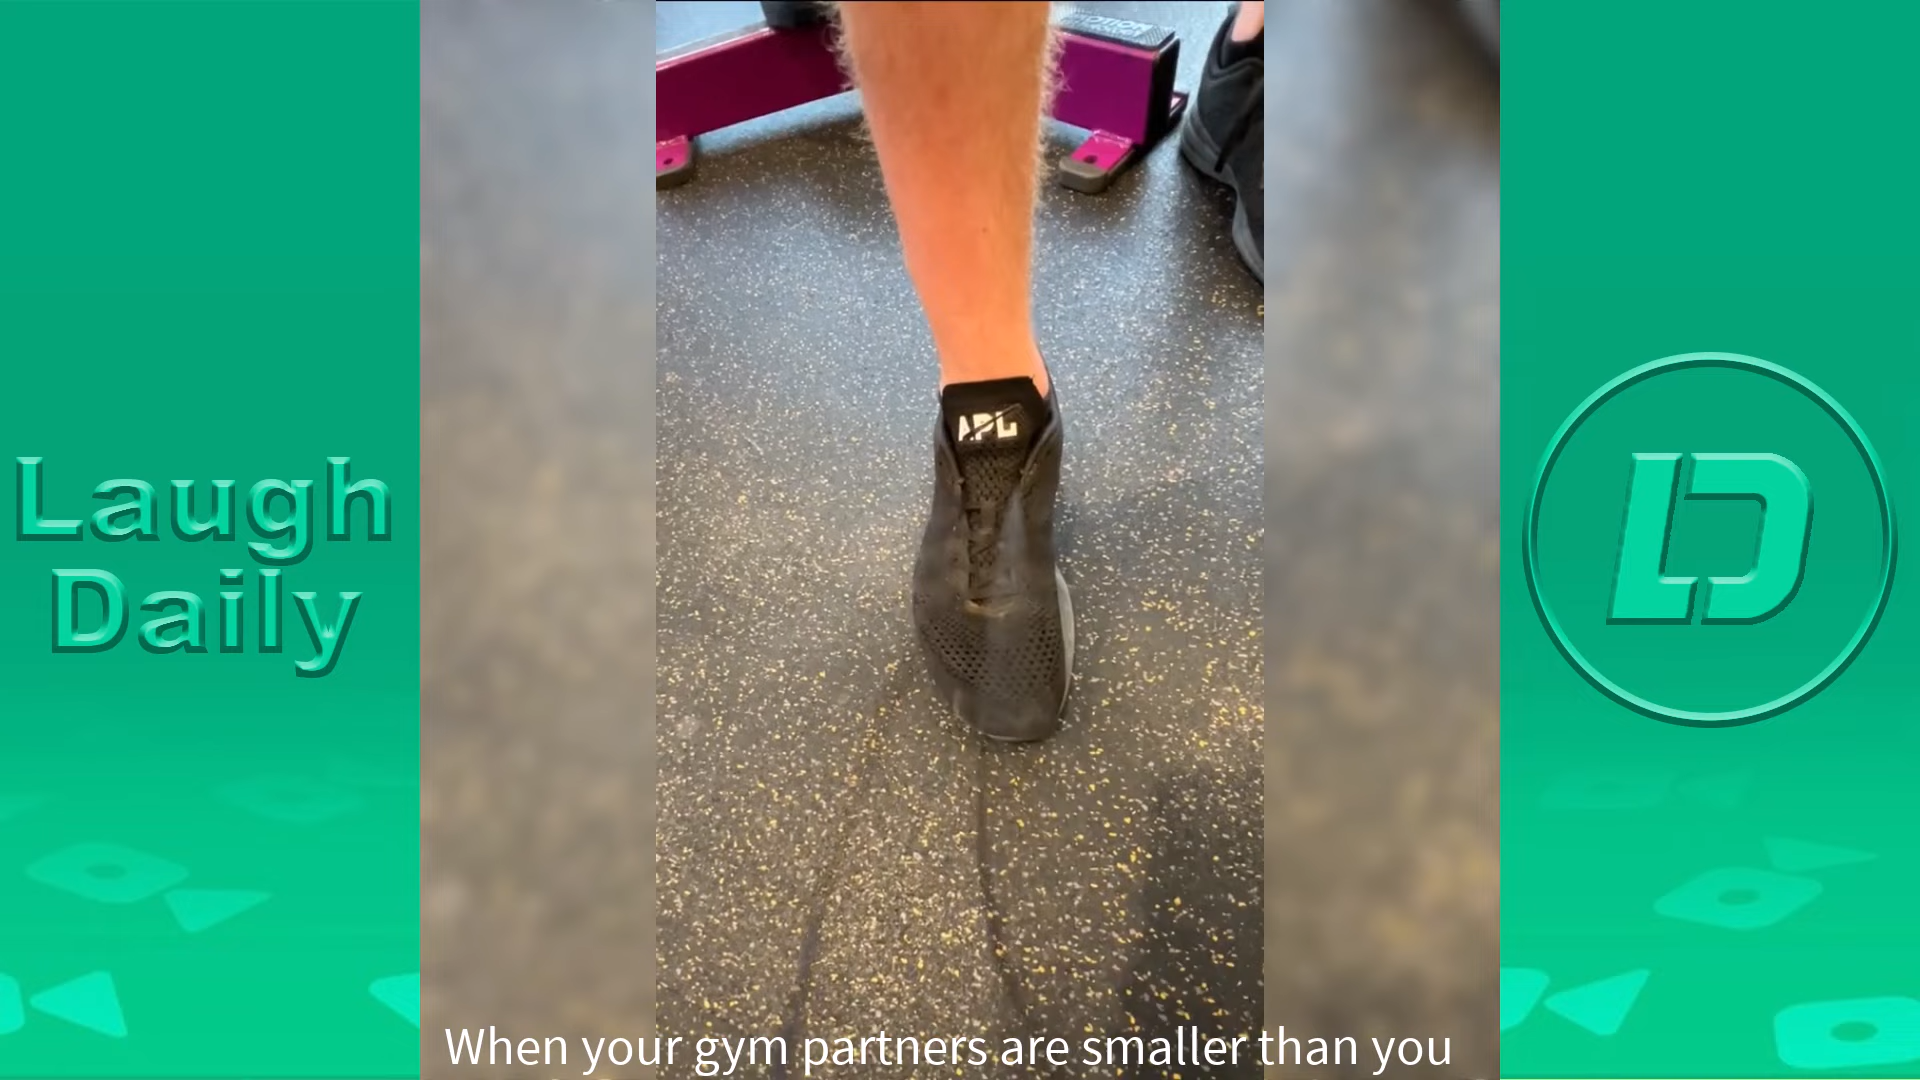 Laugh
Daily
APL
LD
When your gym partners are smaller than you